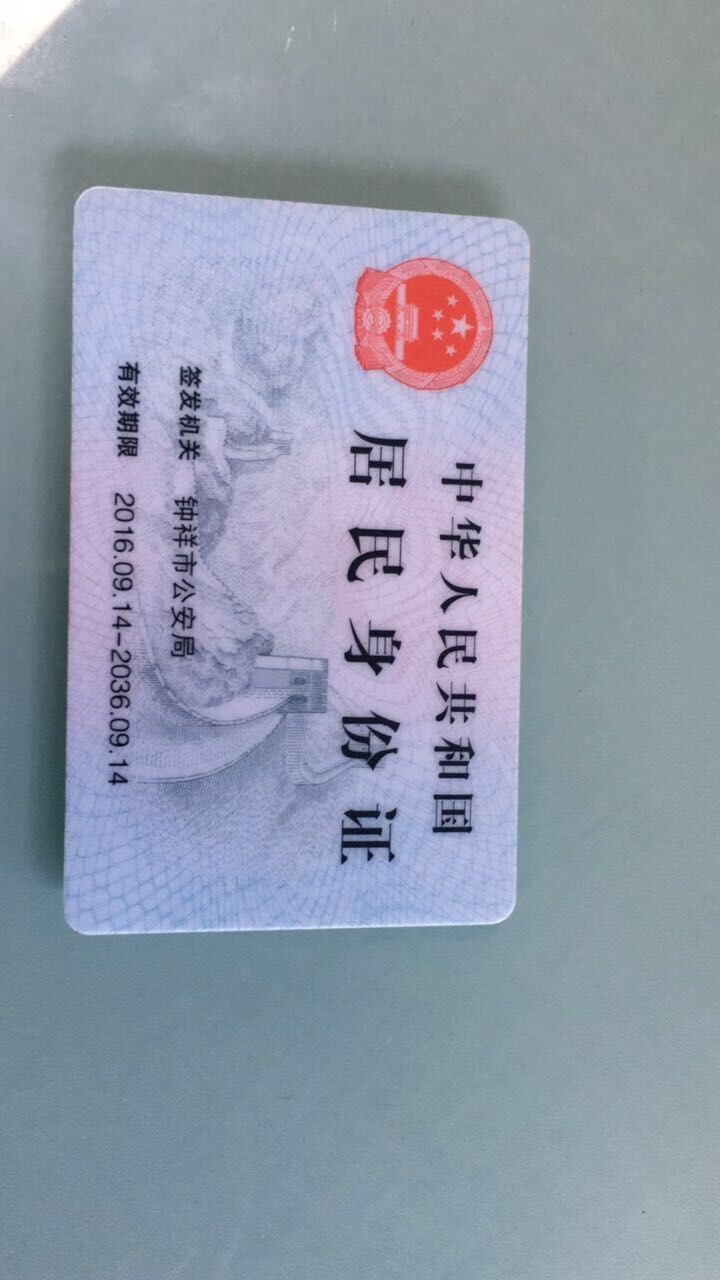 中华人民共和国
居民身份证
签发机关 钟祥市公安局
有效期限 2016.09.14-2036.09.14